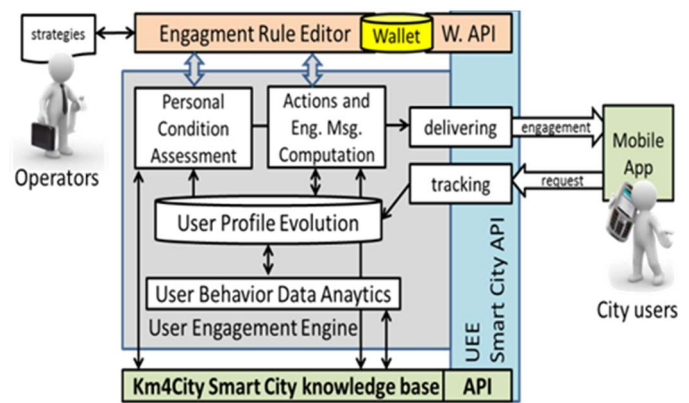 strategies
Engagment Rule Editor
Wallet
W. API
Personal
Condition
Assessment
Actions and
Eng. Msg.
Computation
delivering
engagement
Mobile
App
tracking
request
Operators
User Profile Evolution
User Behavior Data Anaytics
User Engagement Engine
UEE
Smart City API
City users
Km4City Smart City knowledge base
API